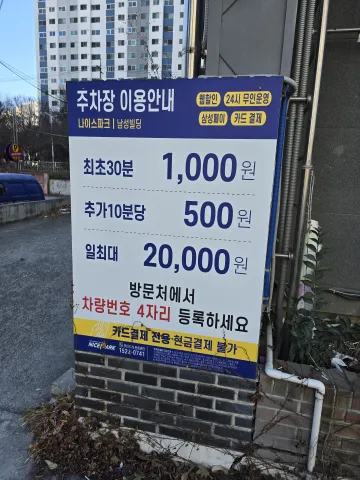 주차장 이용안내
나이스파크 | 남성빌딩
웹할인 24시 무인운영
삼성페이 카드 결제
최초30분 1,000원
추가10분당 500원
일최대 20,000원
방문처에서
차량번호 4자리 등록하세요
카드결제 전용·현금결제 불가
NICEPARK 1522-0741